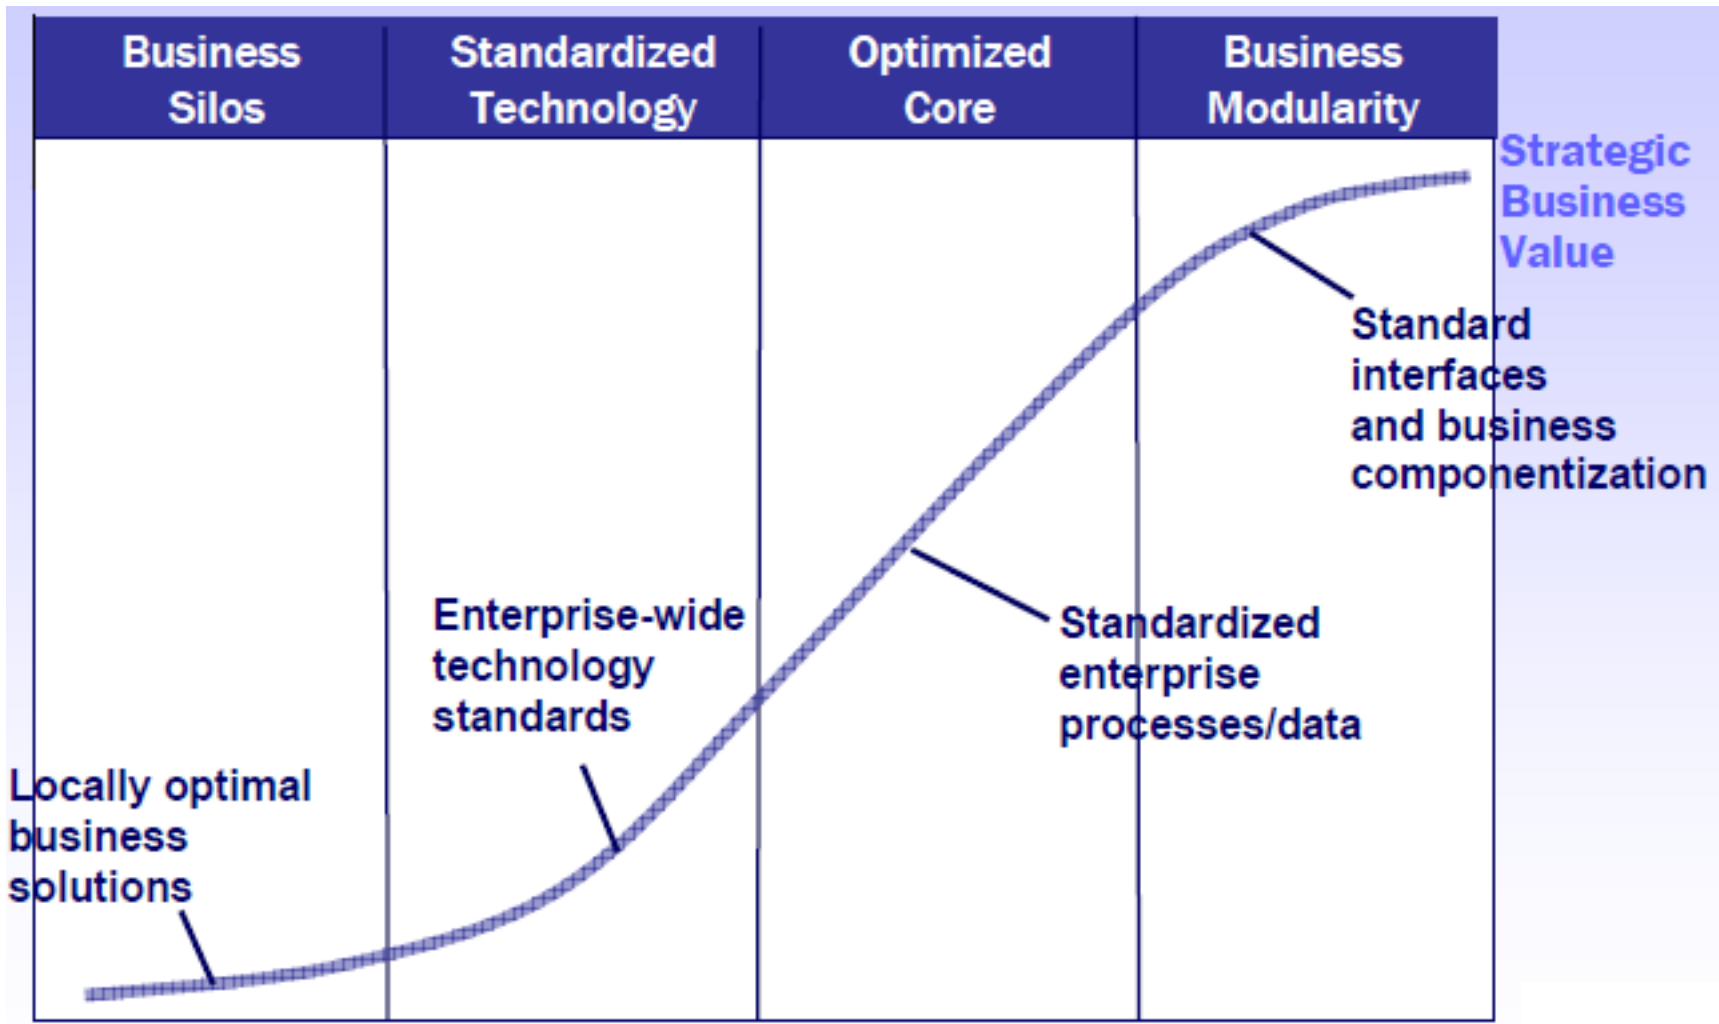 Business
Silos
Standardized
Technology
Optimized
Core
Business
Modularity
Strategic
Business
Value
Standard
interfaces
and business
componentization
Enterprise-wide
technology
standards
Standardized
enterprise
processes/data
Locally optimal
business
solutions